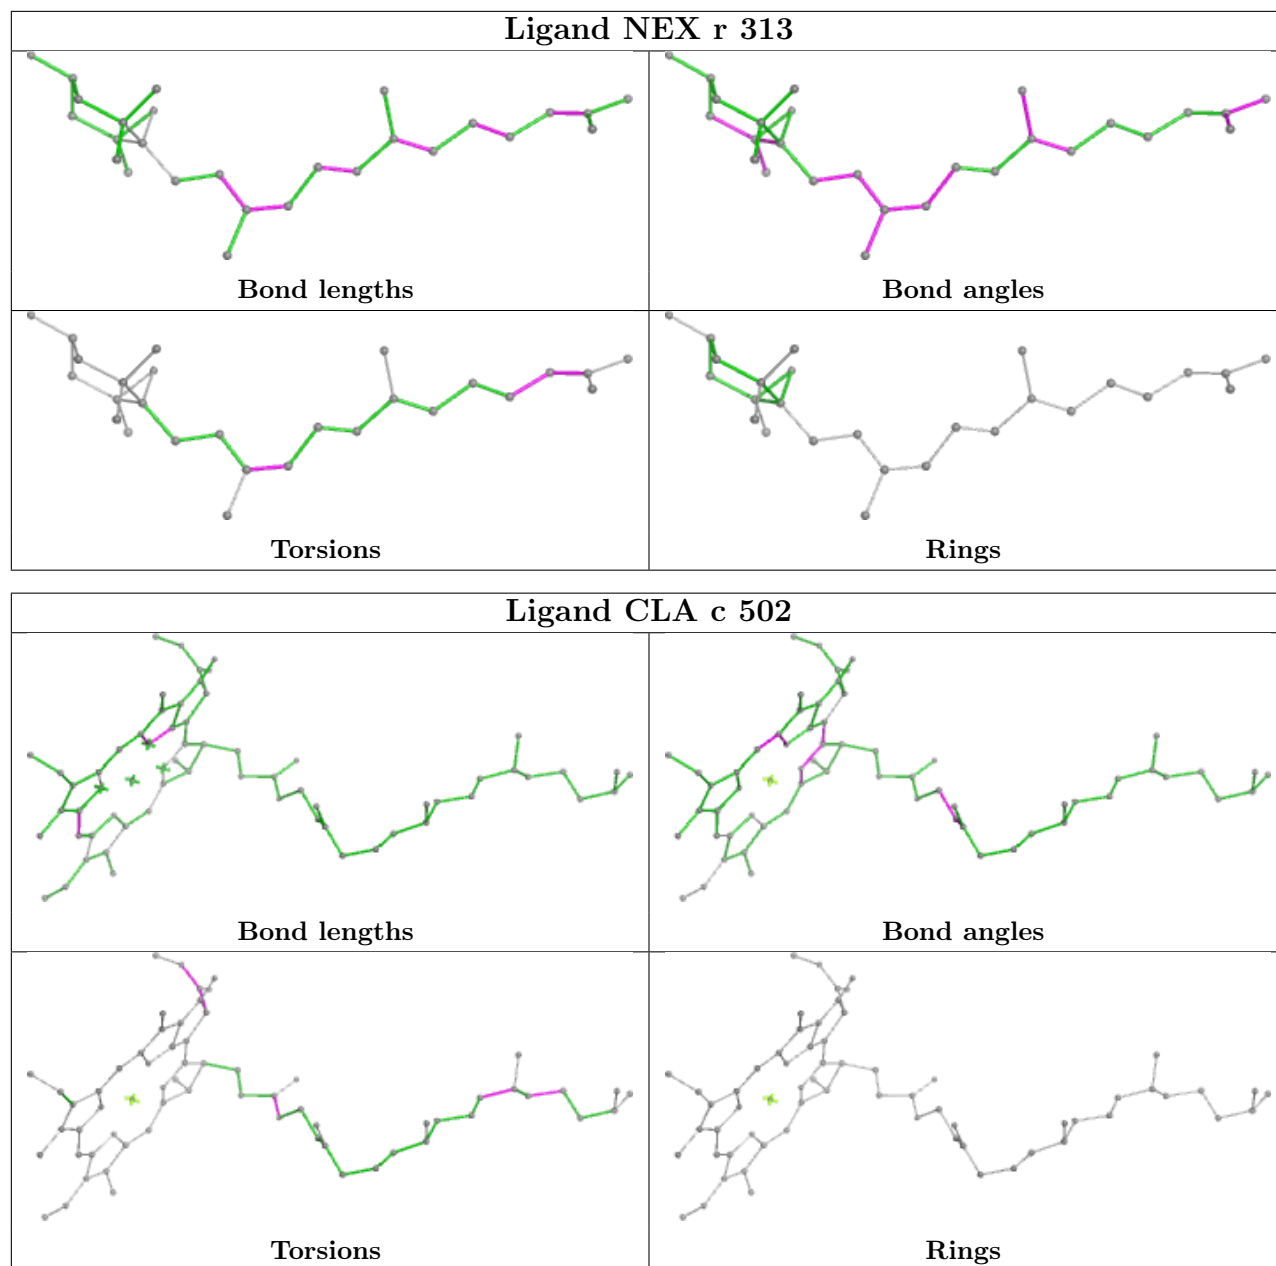 Ligand NEX r 313
Bond lengths
Bond angles
Torsions
Rings
Ligand CLA c 502
Bond lengths
Bond angles
Torsions
Rings